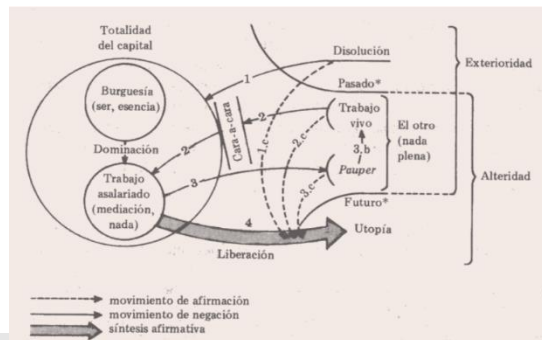 Totalidad
del capital
Burguesía
(ser, esencia)
Dominación
Trabajo
asalariado
(mediación,
nada)
Cara-a-cara
1
2
2
3
4
Liberación
1.c
2.c
3.c
Disolución
Pasado*
Trabajo
vivo
3.b
Pauper
Futuro*
Utopía
El otro
(nada
plena)
Exterioridad
Alteridad
movimiento de afirmación
movimiento de negación
síntesis afirmativa